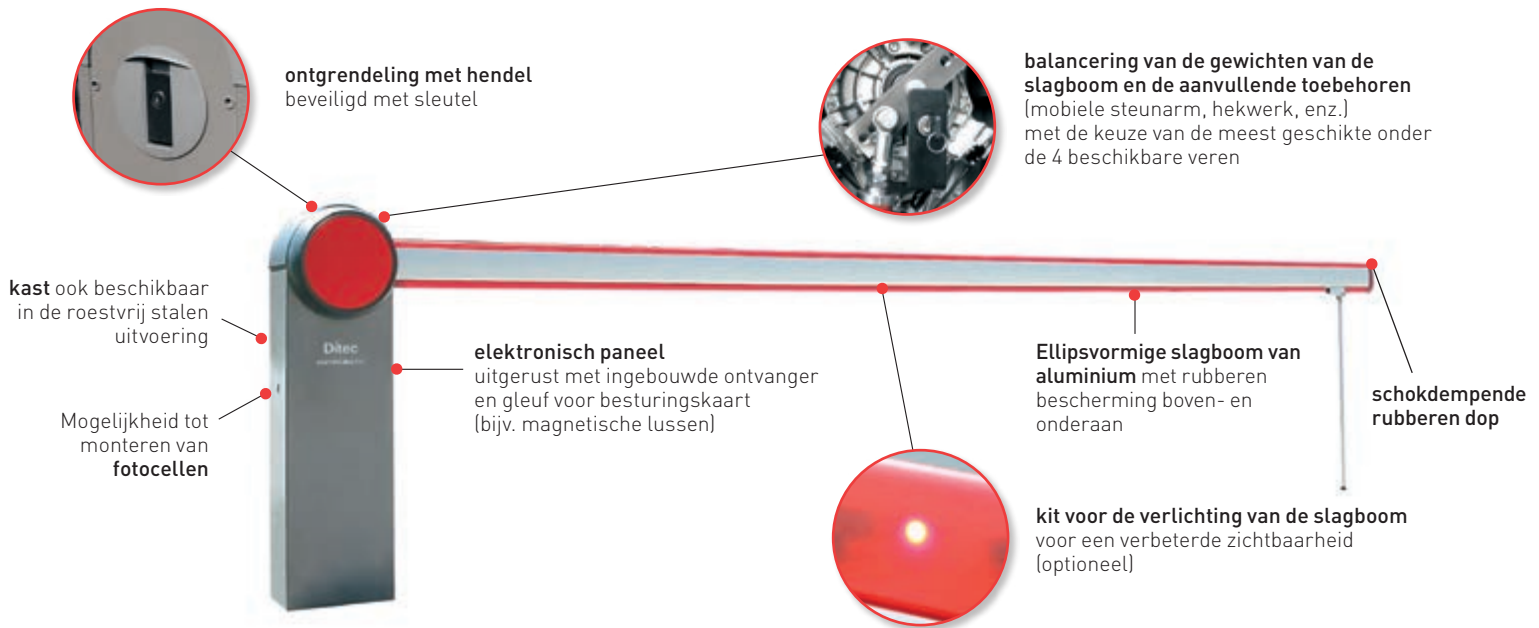 ontgrendeling met hendel
beveiligd met sleutel
balancering van de gewichten van de
slagboom en de aanvullende toebehoren
(mobiele steunarm, hekwerk, enz.)
met de keuze van de meest geschikte onder
de 4 beschikbare veren
kast ook beschikbaar
in de roestvrij stalen
uitvoering
Mogelijkheid tot
monteren van
fotocellen
Ditec
elektronisch paneel
uitgerust met ingebouwde ontvanger
en gleuf voor besturingskaart
(bijv. magnetische lussen)
Ellipsvormige slagboom van
aluminium met rubberen
bescherming boven- en
onderaan
schokdempende
rubberen dop
kit voor de verlichting van de slagboom
voor een verbeterde zichtbaarheid
(optioneel)